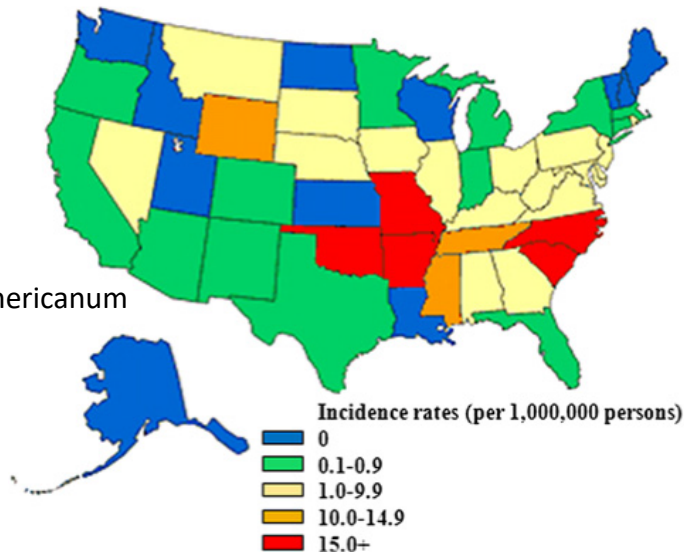 mericanum
Incidence rates (per 1,000,000 persons)
0
0.1-0.9
1.0-9.9
10.0-14.9
15.0+